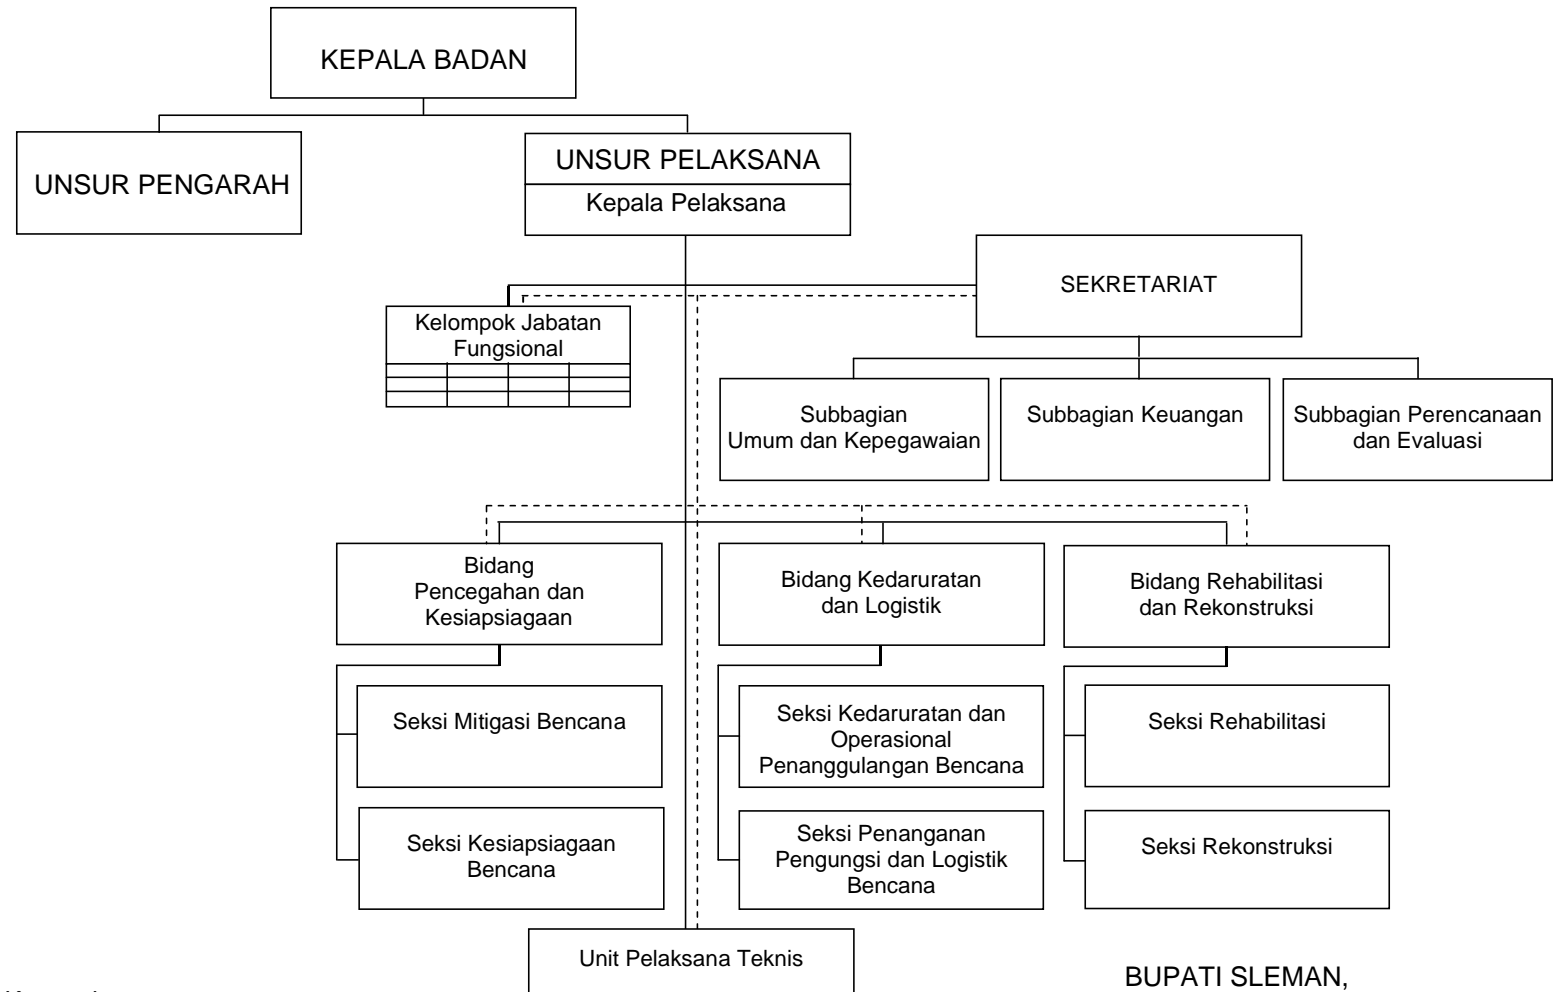 KEPALA BADAN
UNSUR PENGARAH
UNSUR PELAKSANA
Kepala Pelaksana
SEKRETARIAT
Kelompok Jabatan
Fungsional
Subbagian
Umum dan Kepegawaian
Subbagian Keuangan
Subbagian Perencanaan
dan Evaluasi
Bidang
Pencegahan dan
Kesiapsiagaan
Bidang Kedaruratan
dan Logistik
Bidang Rehabilitasi
dan Rekonstruksi
Seksi Mitigasi Bencana
Seksi Kedaruratan dan
Operasional
Penanggulangan Bencana
Seksi Rehabilitasi
Seksi Kesiapsiagaan
Bencana
Seksi Penanganan
Pengungsi dan Logistik
Bencana
Seksi Rekonstruksi
Unit Pelaksana Teknis
BUPATI SLEMAN,